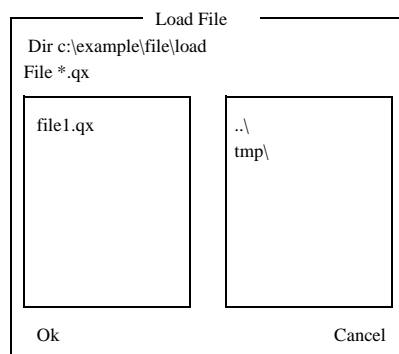 Load File
Dir c:\example\file\load
File *.qx
file1.qx
..\
tmp\
Ok
Cancel